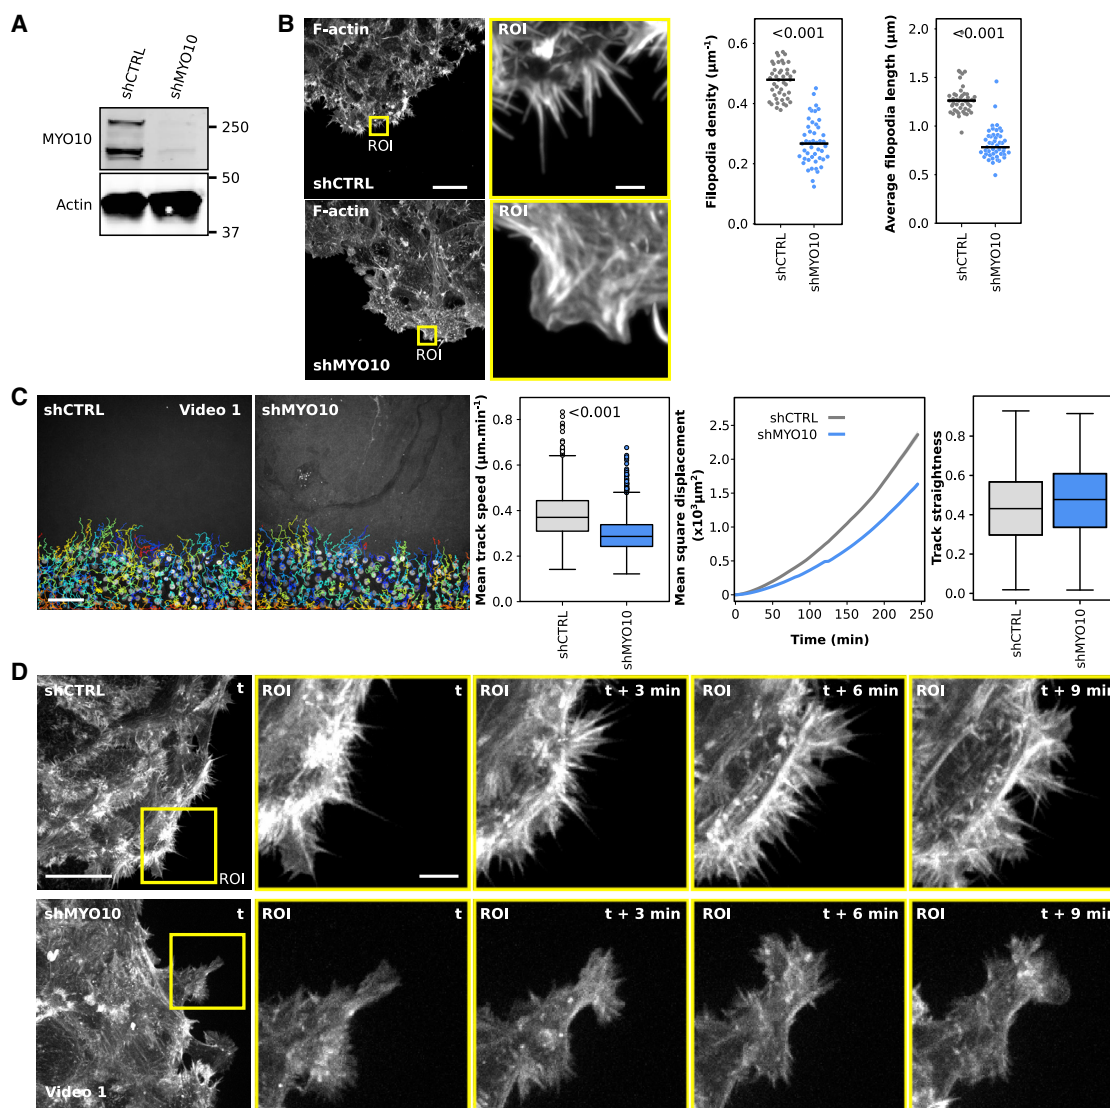 A
shCTRL
shMYO10
MYO10
250
50
Actin
37
B
F-actin
ROI
shCTRL
ROI
F-actin
ROI
shMYO10
ROI
Filopodia density (µm⁻¹)
<0.001
0.6
0.4
0.2
0.0
shCTRL
shMYO10
Average filopodia length (µm)
<0.001
2.0
1.5
1.0
0.5
0.0
shCTRL
shMYO10
C
shCTRL
Video 1
shMYO10
Mean track speed (µm.min⁻¹)
<0.001
0.8
0.6
0.4
0.2
0.0
shCTRL
shMYO10
Mean square displacement
(x10³µm²)
shCTRL
shMYO10
2.5
2.0
1.5
1.0
0.5
0
0
50
100
150
200
250
Time (min)
Track straightness
0.8
0.6
0.4
0.2
0.0
shCTRL
shMYO10
D
shCTRL
t
ROI
ROI
t
ROI
t + 3 min
ROI
t + 6 min
ROI
t + 9 min
shMYO10
t
Video 1
ROI
t
ROI
t + 3 min
ROI
t + 6 min
ROI
t + 9 min